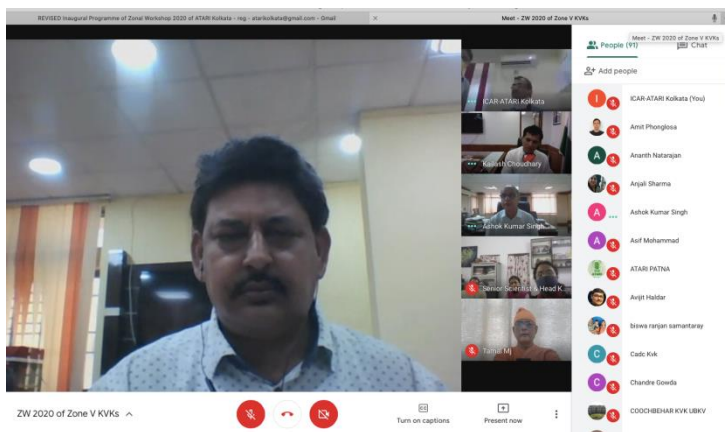 REVISED Inaugural Programme of Zonal Workshop 2020 of ATARI Kolkata - reg - atarikolkata@gmail.com - Gmail
Meet - ZW 2020 of Zone V KVKs
Meet - ZW 2020 of Zone V KVKs
People (91)
Chat
Add people
ICAR-ATARI Kolkata (You)
Amit Phonglosa
Ananth Natarajan
Anjali Sharma
Ashok Kumar Singh
Asif Mohammad
ATARI PATNA
Avijit Haldar
biswa ranjan samantaray
Cadc Kvk
Chandre Gowda
COOCHBEHAR KVK UBKV
I
A
A
A
C
C
ICAR-ATARI Kolkata
Kailash Choudhary
Ashok Kumar Singh
Senior Scientist & Head K...
Mj
ZW 2020 of Zone V KVKs
Turn on captions
Present now